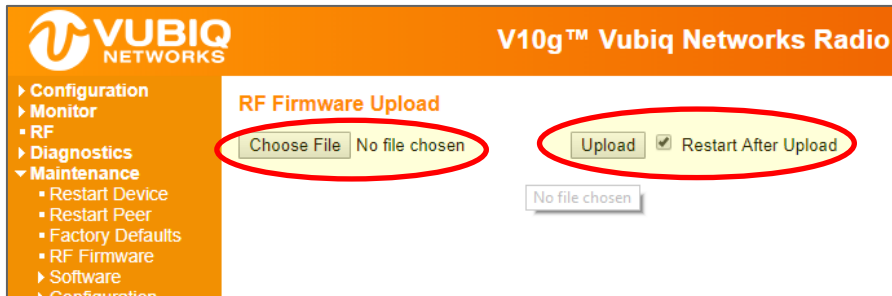 VUBIQ
NETWORKS
V10g™ Vubiq Networks Radio
Configuration
Monitor
RF
Diagnostics
Maintenance
Restart Device
Restart Peer
Factory Defaults
RF Firmware
Software
Configuration
RF Firmware Upload
Choose File No file chosen
Upload Restart After Upload
No file chosen